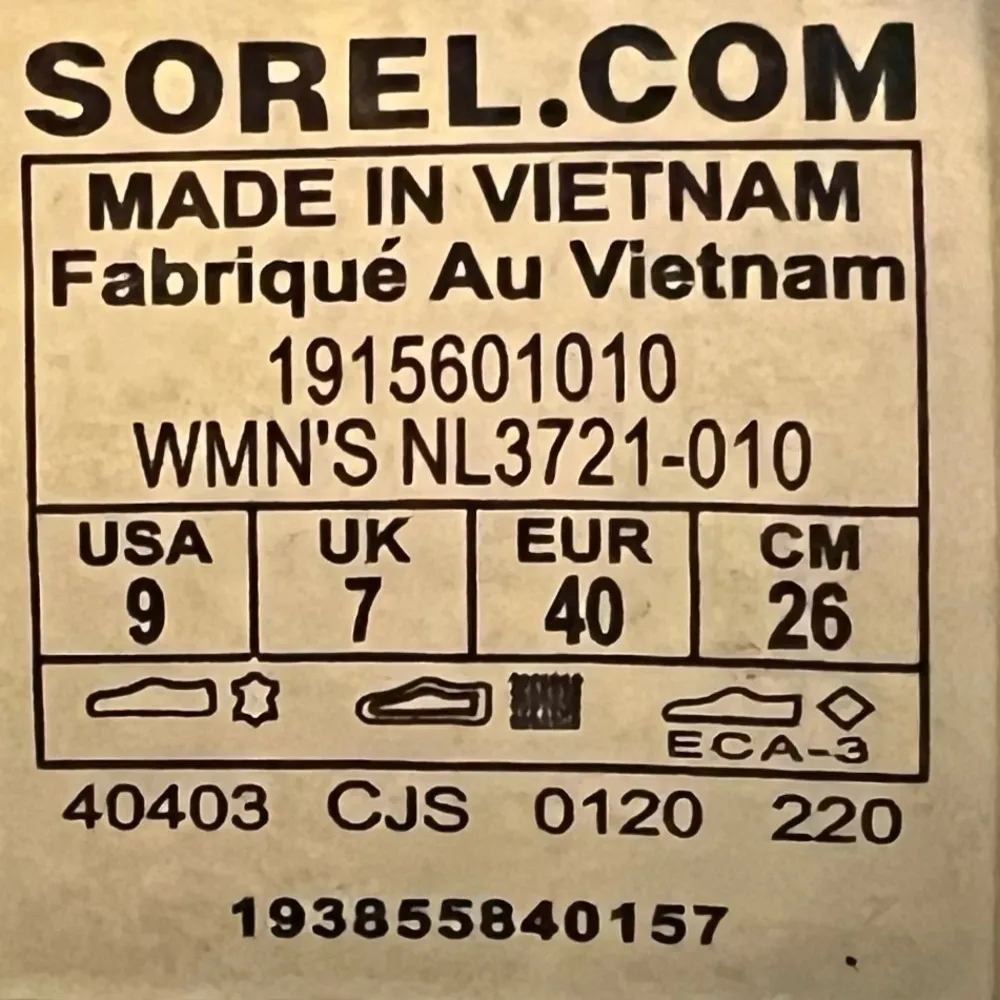 SOREL.COM
MADE IN VIETNAM
Fabriqué Au Vietnam
1915601010
WMN'S NL3721-010
USA UK EUR CM
9 7 40 26
ECA-3
40403 CJS 0120 220
193855840157